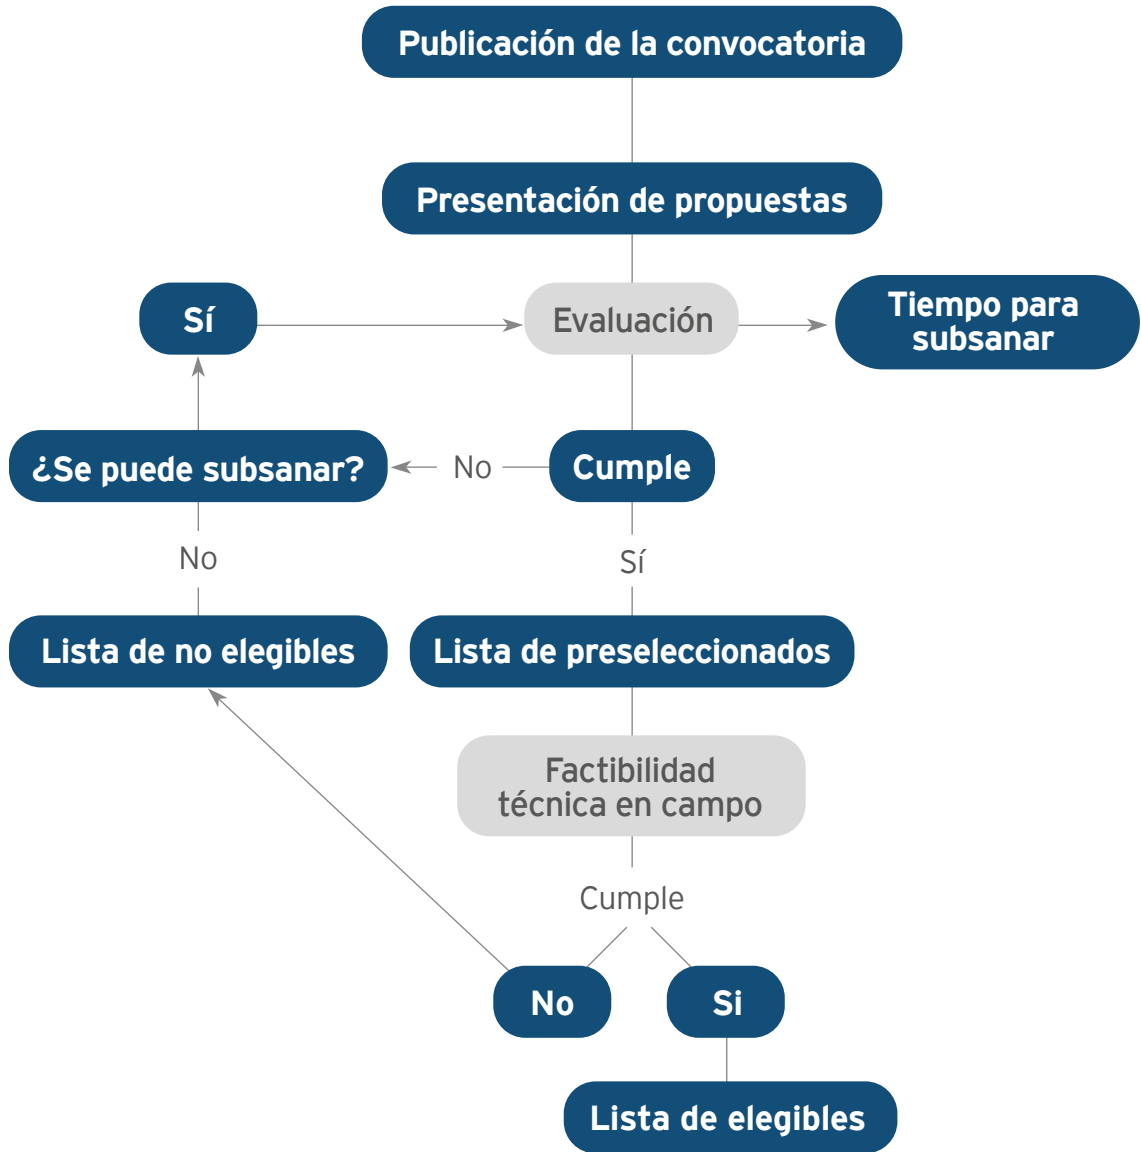 Publicación de la convocatoria
Presentación de propuestas
Sí
Evaluación
Tiempo para
subsanar
¿Se puede subsanar?
No
Cumple
No
Sí
Lista de no elegibles
Lista de preseleccionados
Factibilidad
técnica en campo
Cumple
No
Si
Lista de elegibles